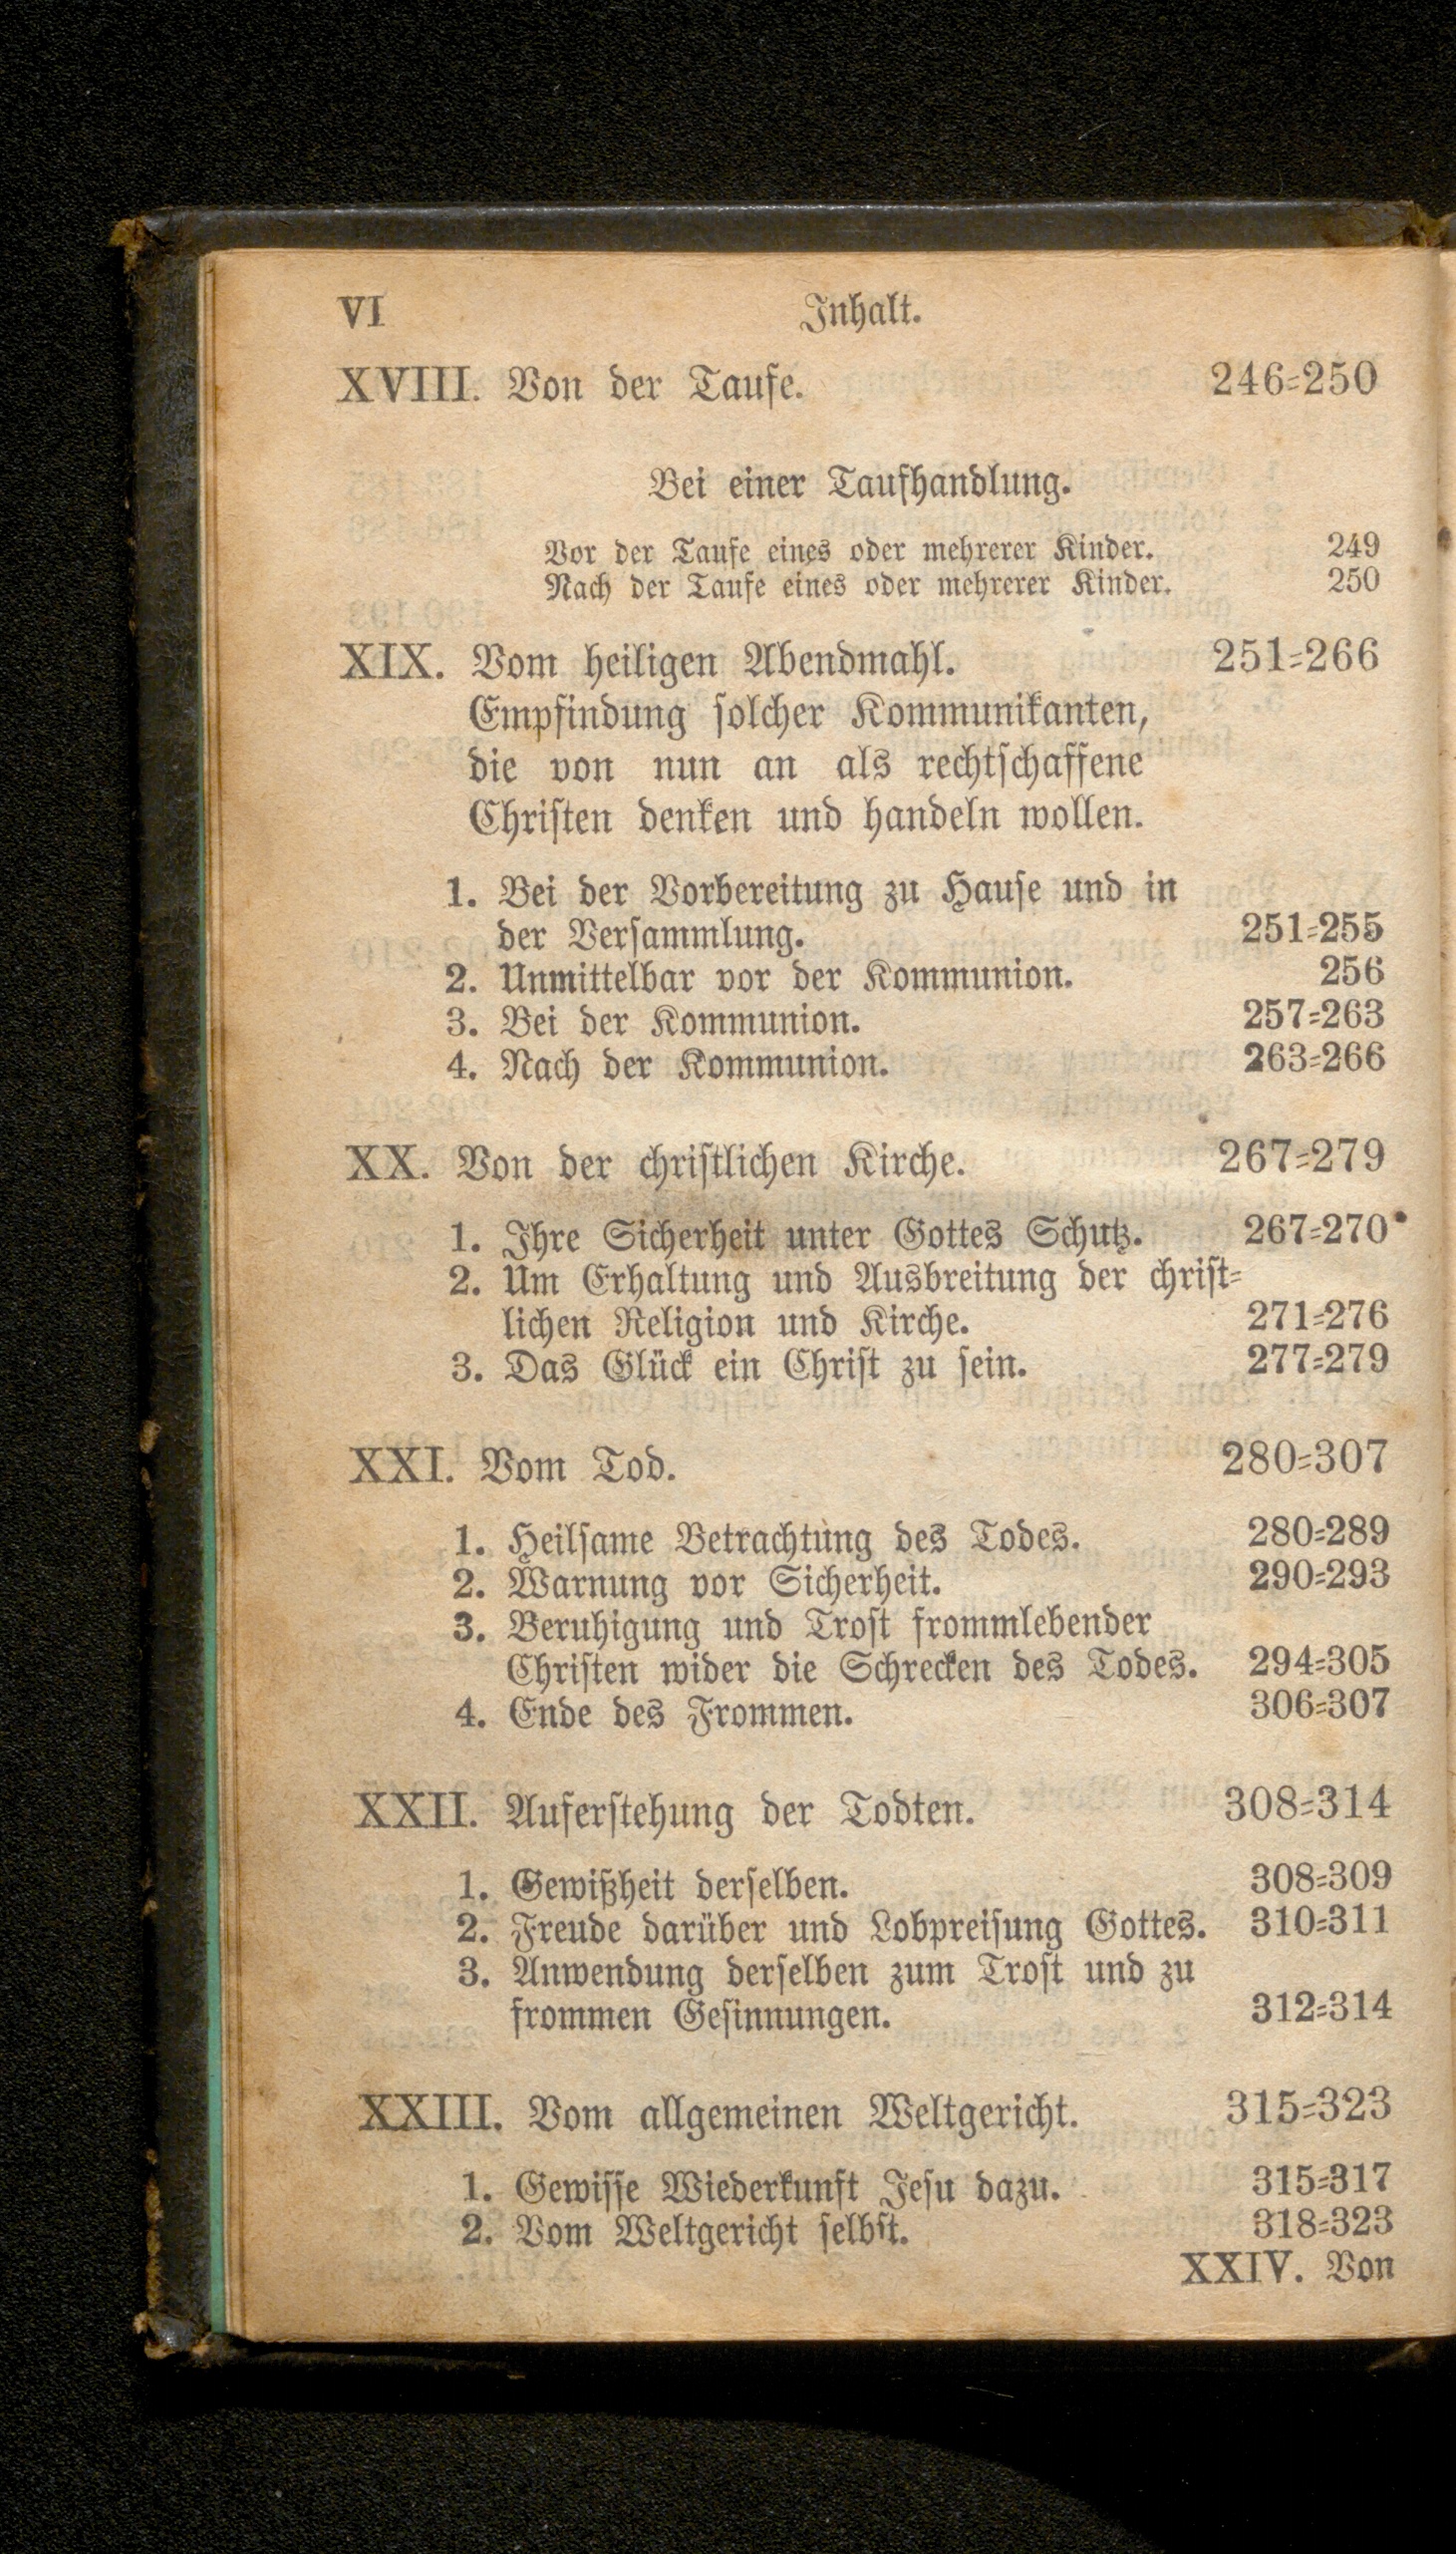 VI Inhalt.
XVIII. Von der Taufe. 246=250
Bei einer Taufhandlung.
Vor der Taufe eines oder mehrerer Kinder. 249
Nach der Taufe eines oder mehrerer Kinder. 250
XIX. Vom heiligen Abendmahl. 251=266
Empfindung solcher Kommunikanten,
die von nun an als rechtschaffene
Christen denken und handeln wollen.
1. Bei der Vorbereitung zu Hause und in
der Versammlung. 251=255
2. Unmittelbar vor der Kommunion. 256
3. Bei der Kommunion. 257=263
4. Nach der Kommunion. 263=266
XX. Von der christlichen Kirche. 267=279
1. Ihre Sicherheit unter Gottes Schutz. 267=270
2. Um Erhaltung und Ausbreitung der christ=
lichen Religion und Kirche. 271=276
3. Das Glück ein Christ zu sein. 277=279
XXI. Vom Tod. 280=307
1. Heilsame Betrachtung des Todes. 280=289
2. Warnung vor Sicherheit. 290=293
3. Beruhigung und Trost frommlebender
Christen wider die Schrecken des Todes. 294=305
4. Ende des Frommen. 306=307
XXII. Auferstehung der Todten. 308=314
1. Gewißheit derselben. 308=309
2. Freude darüber und Lobpreisung Gottes. 310=311
3. Anwendung derselben zum Trost und zu
frommen Gesinnungen. 312=314
XXIII. Vom allgemeinen Weltgericht. 315=323
1. Gewisse Wiederkunft Jesu dazu. 315=317
2. Vom Weltgericht selbst. 318=323
XXIV. Von